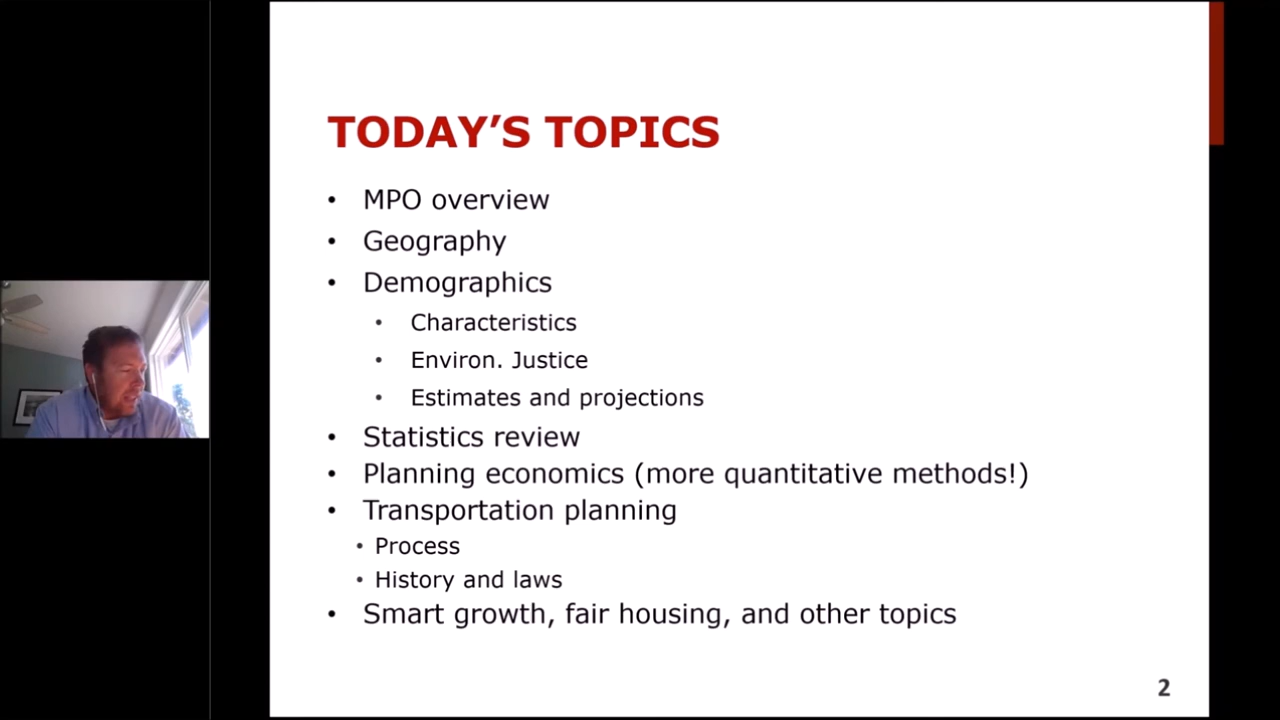 TODAY’S TOPICS
• MPO overview
• Geography
• Demographics
• Characteristics
• Environ. Justice
• Estimates and projections
• Statistics review
• Planning economics (more quantitative methods!)
• Transportation planning
• Process
• History and laws
• Smart growth, fair housing, and other topics
2